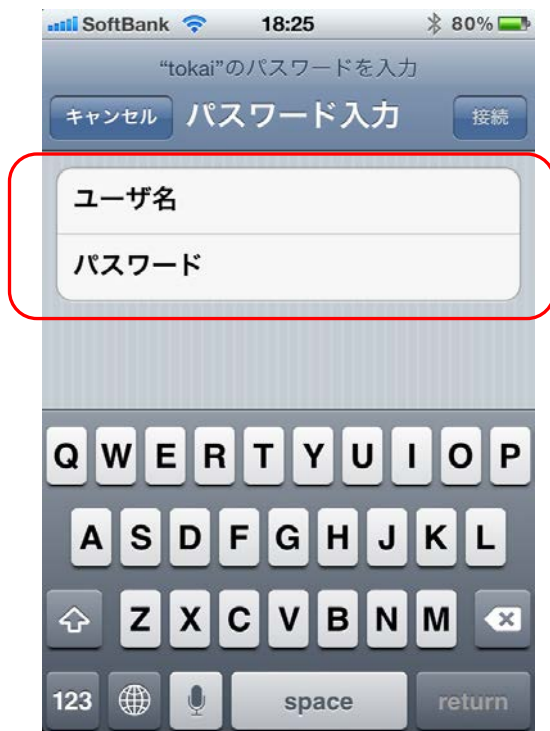 SoftBank 18:25 80%
“tokai”のパスワードを入力
キャンセル パスワード入力 接続
ユーザ名
パスワード
Q W E R T Y U I O P
A S D F G H J K L
Z X C V B N M
123 space return